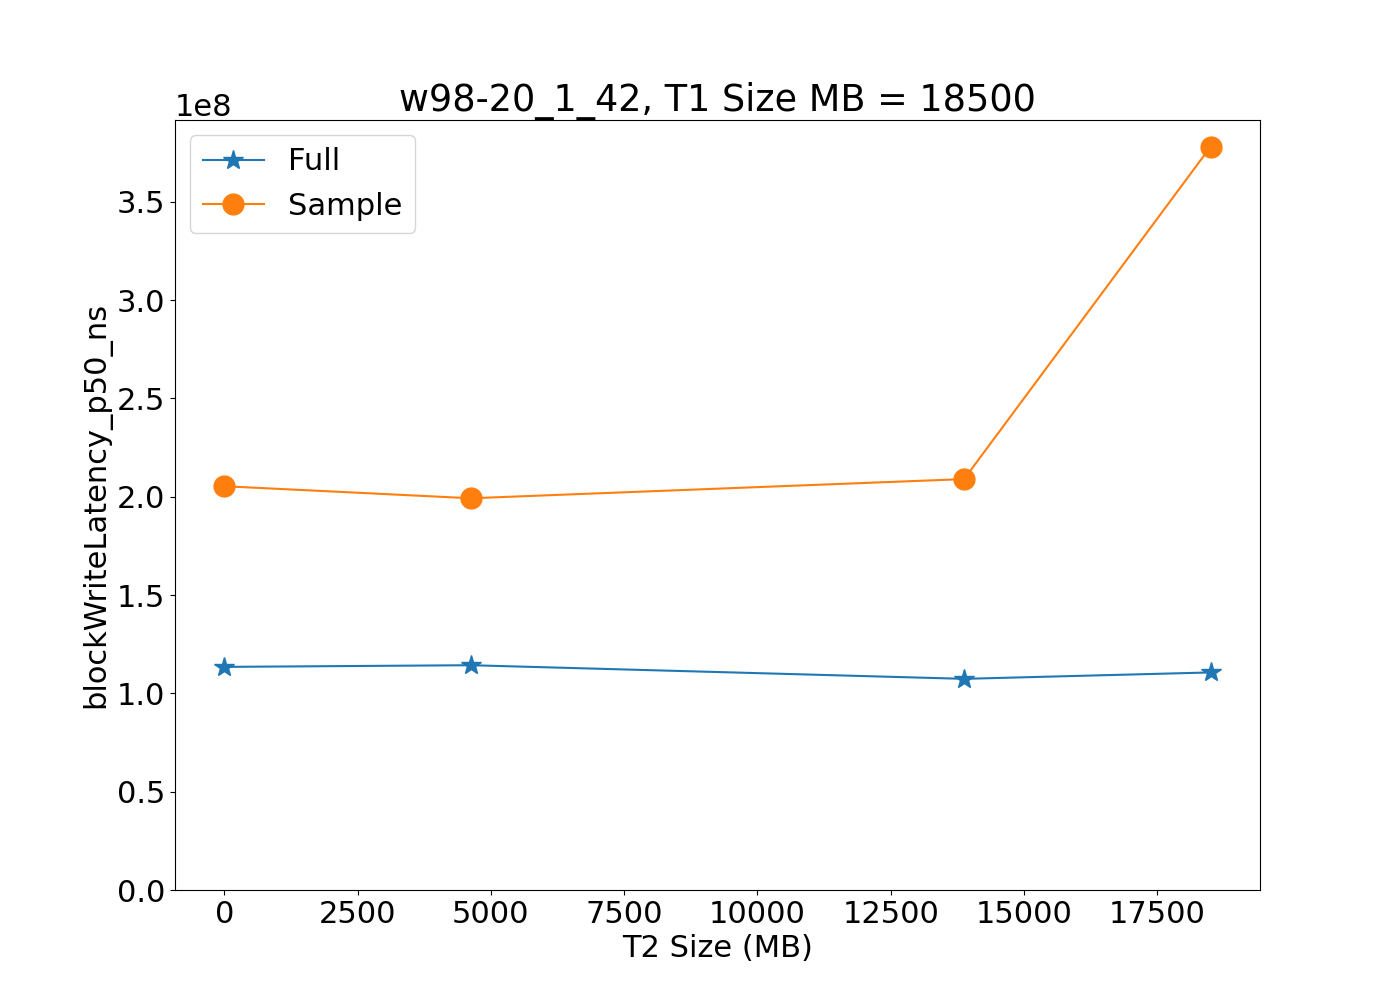 w98-20_1_42, T1 Size MB = 18500
1e8
Full
Sample
3.5
3.0
2.5
2.0
1.5
1.0
0.5
0.0
blockWriteLatency_p50_ns
0 2500 5000 7500 10000 12500 15000 17500
T2 Size (MB)